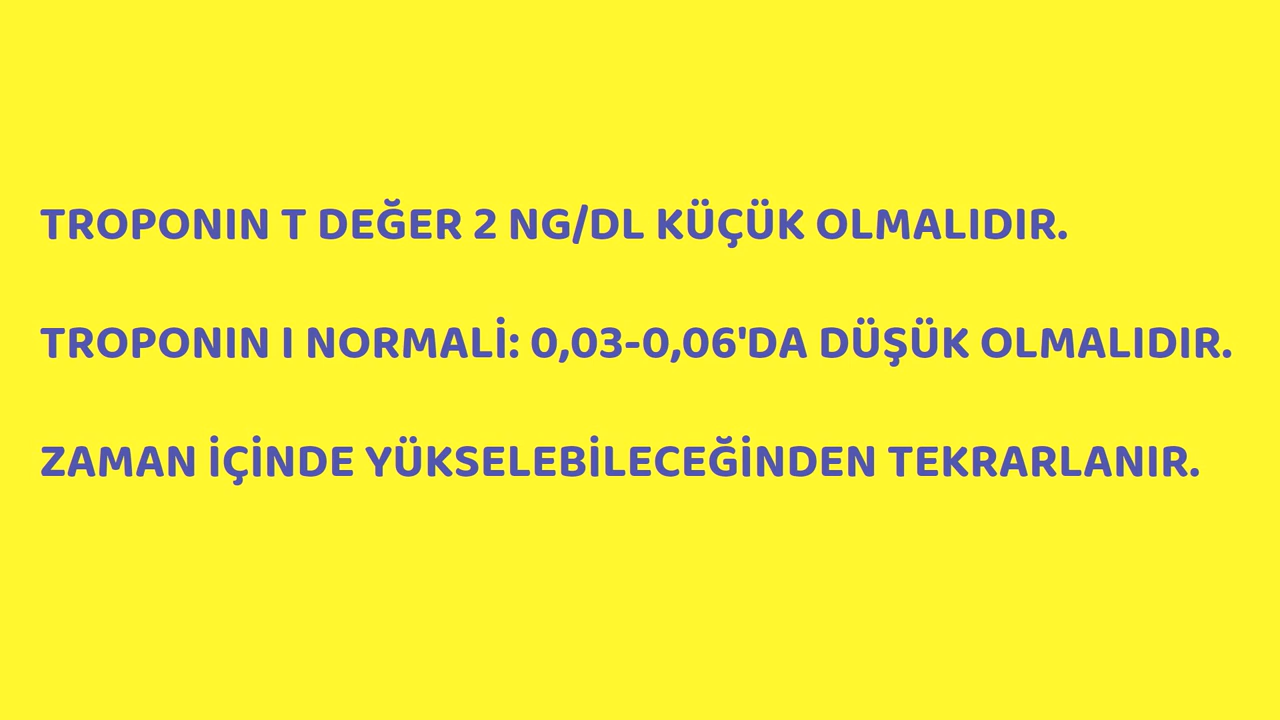 TROPONIN T DEĞER 2 NG/DL KÜÇÜK OLMALIDIR.
TROPONIN I NORMALİ: 0,03-0,06'DA DÜŞÜK OLMALIDIR.
ZAMAN İÇİNDE YÜKSELEBİLECEĞİNDEN TEKRARLANIR.